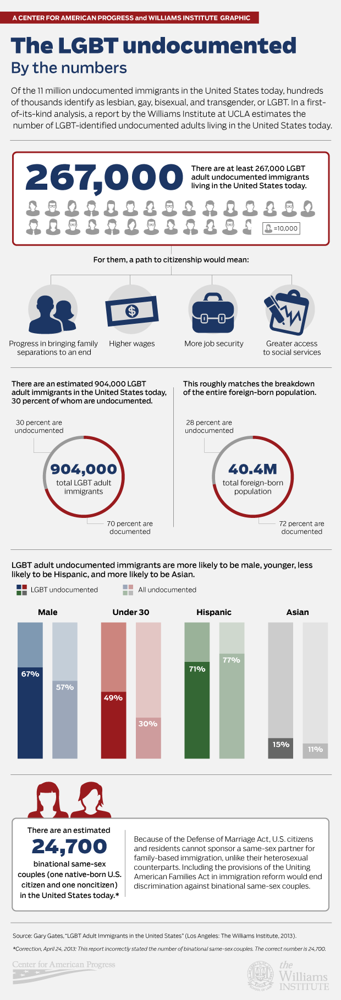 A CENTER FOR AMERICAN PROGRESS and WILLIAMS INSTITUTE GRAPHIC
The LGBT undocumented
By the numbers
Of the 11 million undocumented immigrants in the United States today, hundreds
of thousands identify as lesbian, gay, bisexual, and transgender, or LGBT. In a first-
of-its-kind analysis, a report by the Williams Institute at UCLA estimates the
number of LGBT-identified undocumented adults living in the United States today.
267,000
There are at least 267,000 LGBT
adult undocumented immigrants
living in the United States today.
=10,000
For them, a path to citizenship would mean:
Progress in bringing family
separations to an end
$
Higher wages
More job security
Greater access
to social services
There are an estimated 904,000 LGBT
adult immigrants in the United States today,
30 percent of whom are undocumented.
30 percent are
undocumented
904,000
total LGBT adult
immigrants
70 percent are
documented
This roughly matches the breakdown
of the entire foreign-born population.
28 percent are
undocumented
40.4M
total foreign-born
population
72 percent are
documented
LGBT adult undocumented immigrants are more likely to be male, younger, less
likely to be Hispanic, and more likely to be Asian.
LGBT undocumented
All undocumented
Male
Under 30
Hispanic
Asian
67%
57%
49%
30%
71%
77%
15%
11%
There are an estimated
24,700
binational same-sex
couples (one native-born U.S.
citizen and one noncitizen)
in the United States today.*
Because of the Defense of Marriage Act, U.S. citizens
and residents cannot sponsor a same-sex partner for
family-based immigration, unlike their heterosexual
counterparts. Including the provisions of the Uniting
American Families Act in immigration reform would end
discrimination against binational same-sex couples.
Source: Gary Gates, “LGBT Adult Immigrants in the United States” (Los Angeles: The Williams Institute, 2013).
*Correction, April 24, 2013: This report incorrectly stated the number of binational same-sex couples. The correct number is 24,700.
Center for American Progress
the
Williams
INSTITUTE